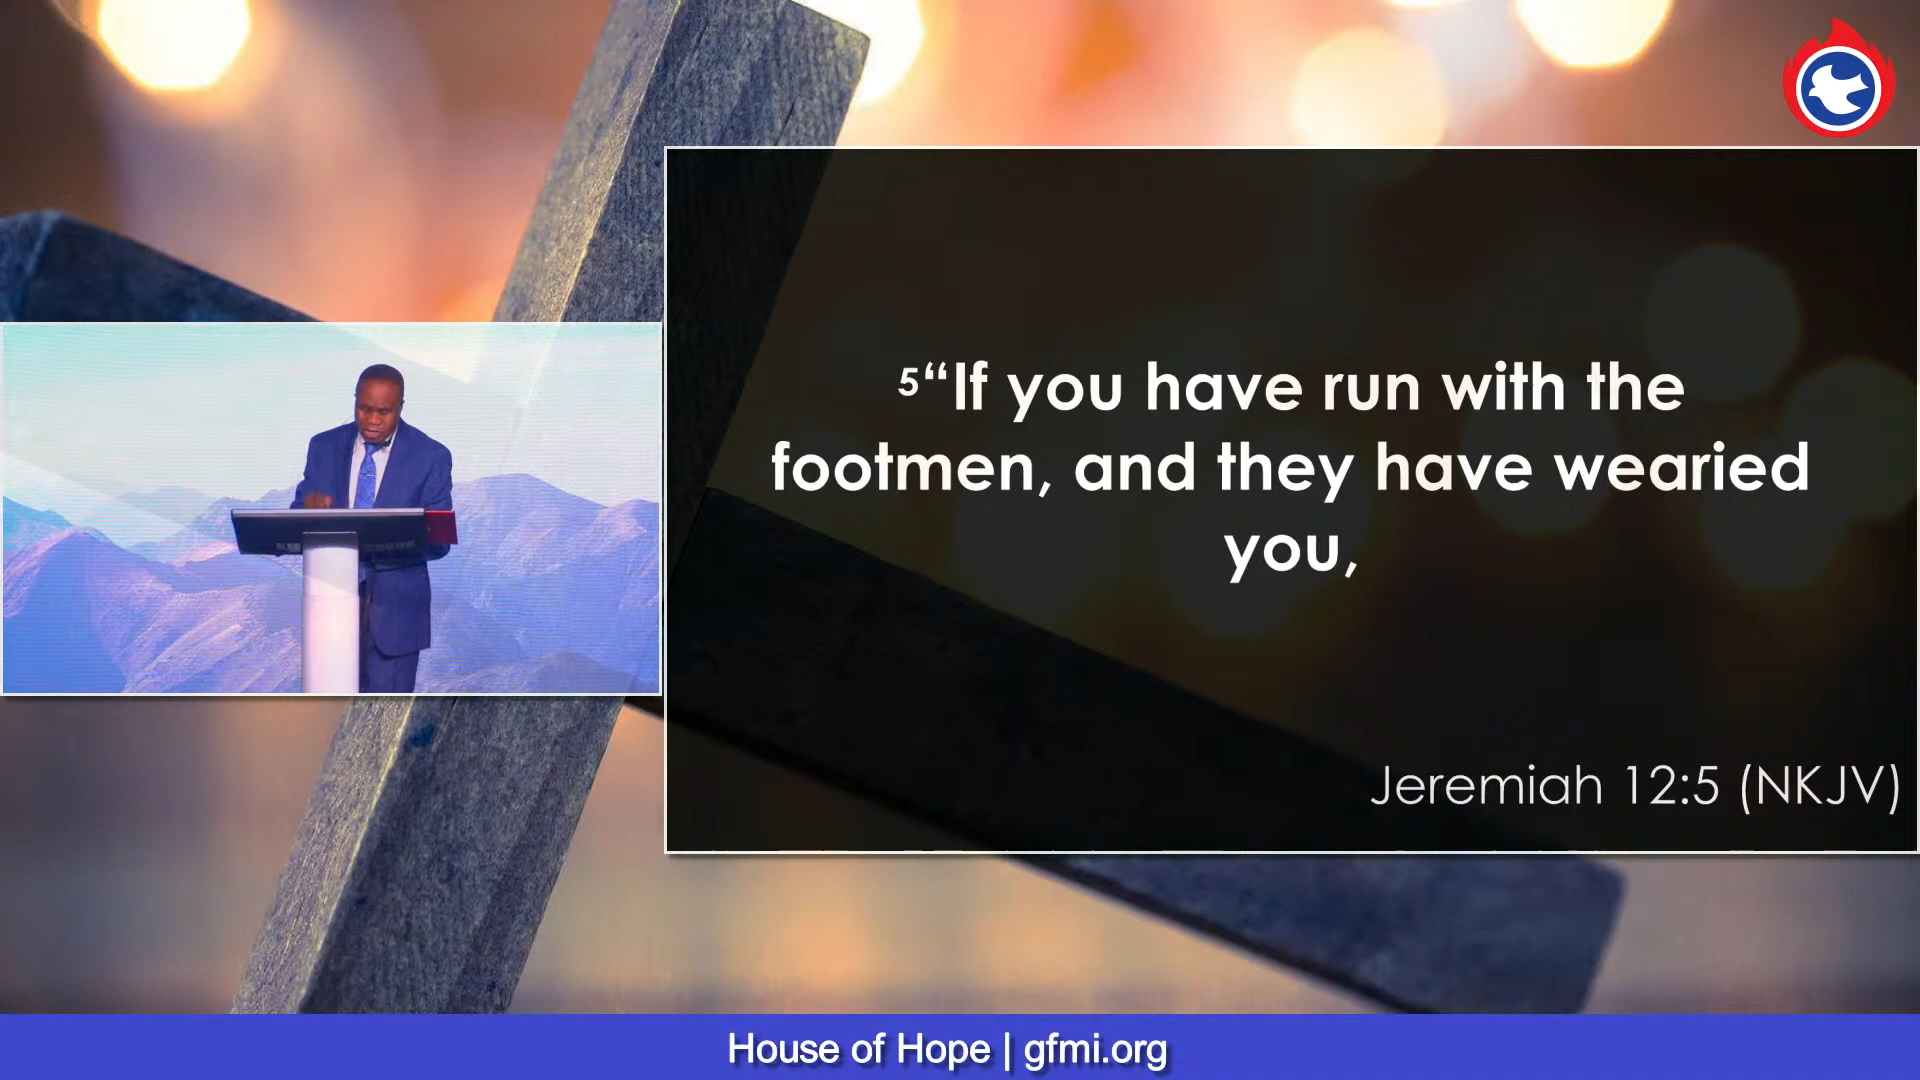 5“If you have run with the
footmen, and they have wearied
you,
Jeremiah 12:5 (NKJV)
House of Hope | gfmi.org